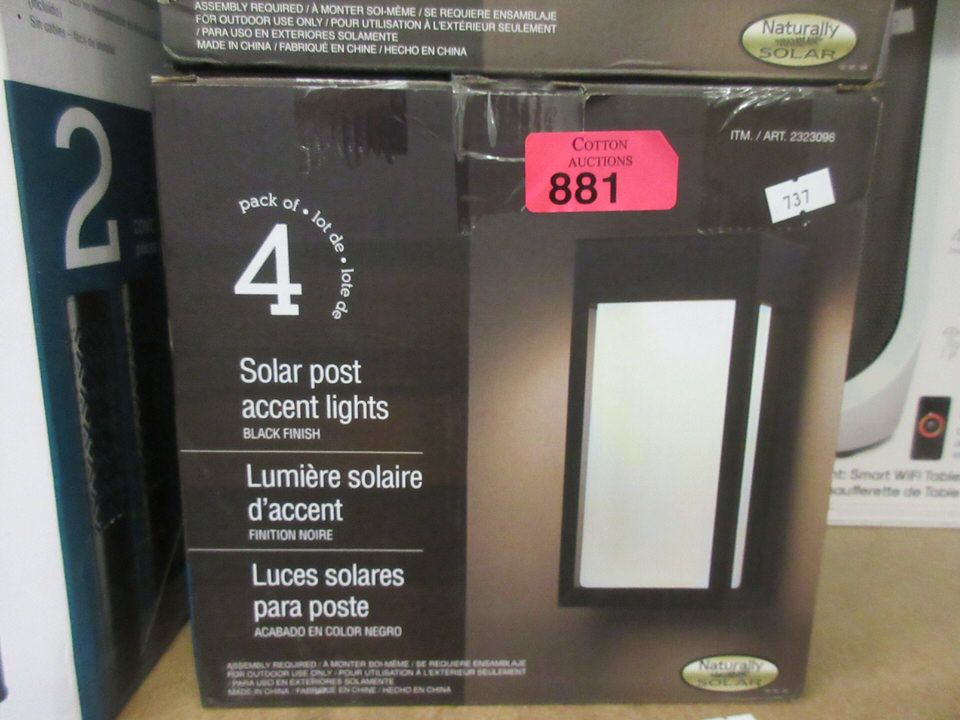 Sin cables
ASSEMBLY REQUIRED / À MONTER SOI-MÊME / SE REQUIERE ENSAMBLAJE
FOR OUTDOOR USE ONLY / POUR UTILISATION À L'EXTÉRIEUR SEULEMENT
/ PARA USO EN EXTERIORES SOLAMENTE
MADE IN CHINA / FABRIQUÉ EN CHINE / HECHO EN CHINA
Naturally
SOLAR
2
ITM. / ART. 2323096
COTTON
AUCTIONS
881
737
pack of • lot de • lote de
4
Solar post
accent lights
BLACK FINISH
Lumière solaire
d'accent
FINITION NOIRE
Luces solares
para poste
ACABADO EN COLOR NEGRO
ASSEMBLY REQUIRED / À MONTER SOI-MÊME / SE REQUIERE ENSAMBLAJE
FOR OUTDOOR USE ONLY / POUR UTILISATION À L'EXTÉRIEUR SEULEMENT
/ PARA USO EN EXTERIORES SOLAMENTE
MADE IN CHINA / FABRIQUÉ EN CHINE / HECHO EN CHINA
Naturally
SOLAR
Smart WiFi
de